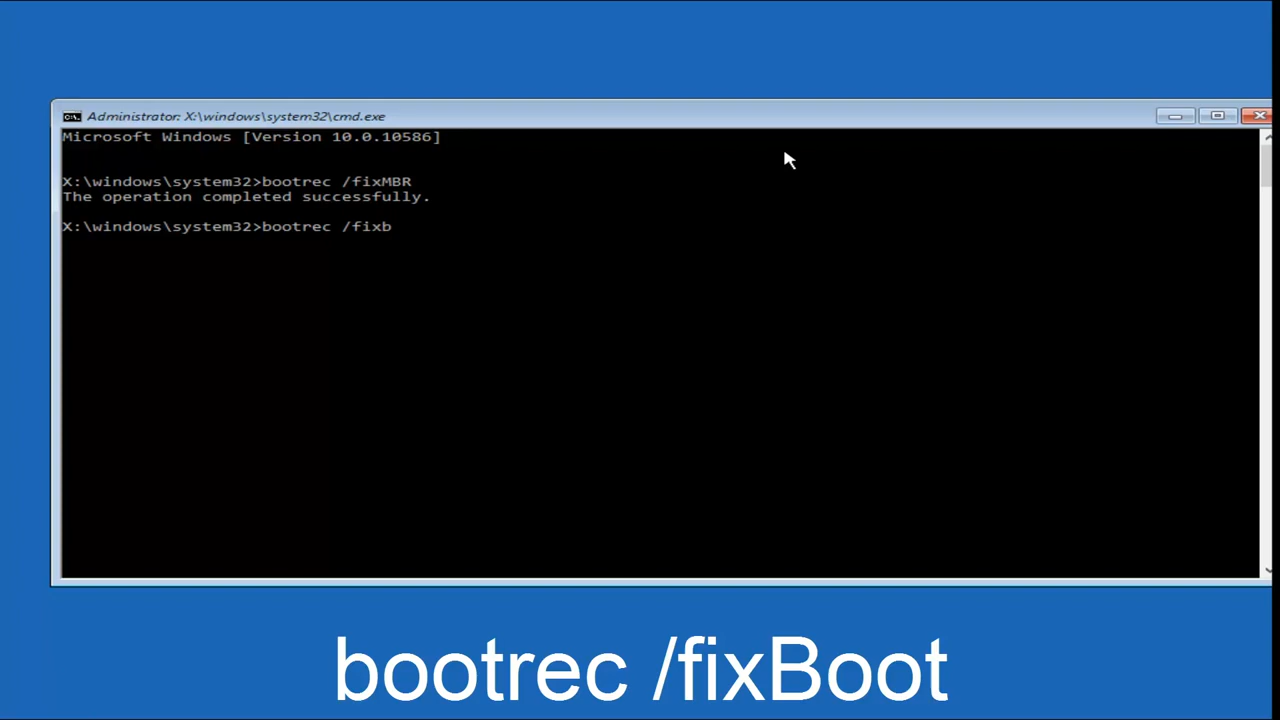 Administrator: X:\windows\system32\cmd.exe
Microsoft Windows [Version 10.0.10586]
X:\windows\system32>bootrec /fixMBR
The operation completed successfully.
X:\windows\system32>bootrec /fixb
bootrec /fixBoot